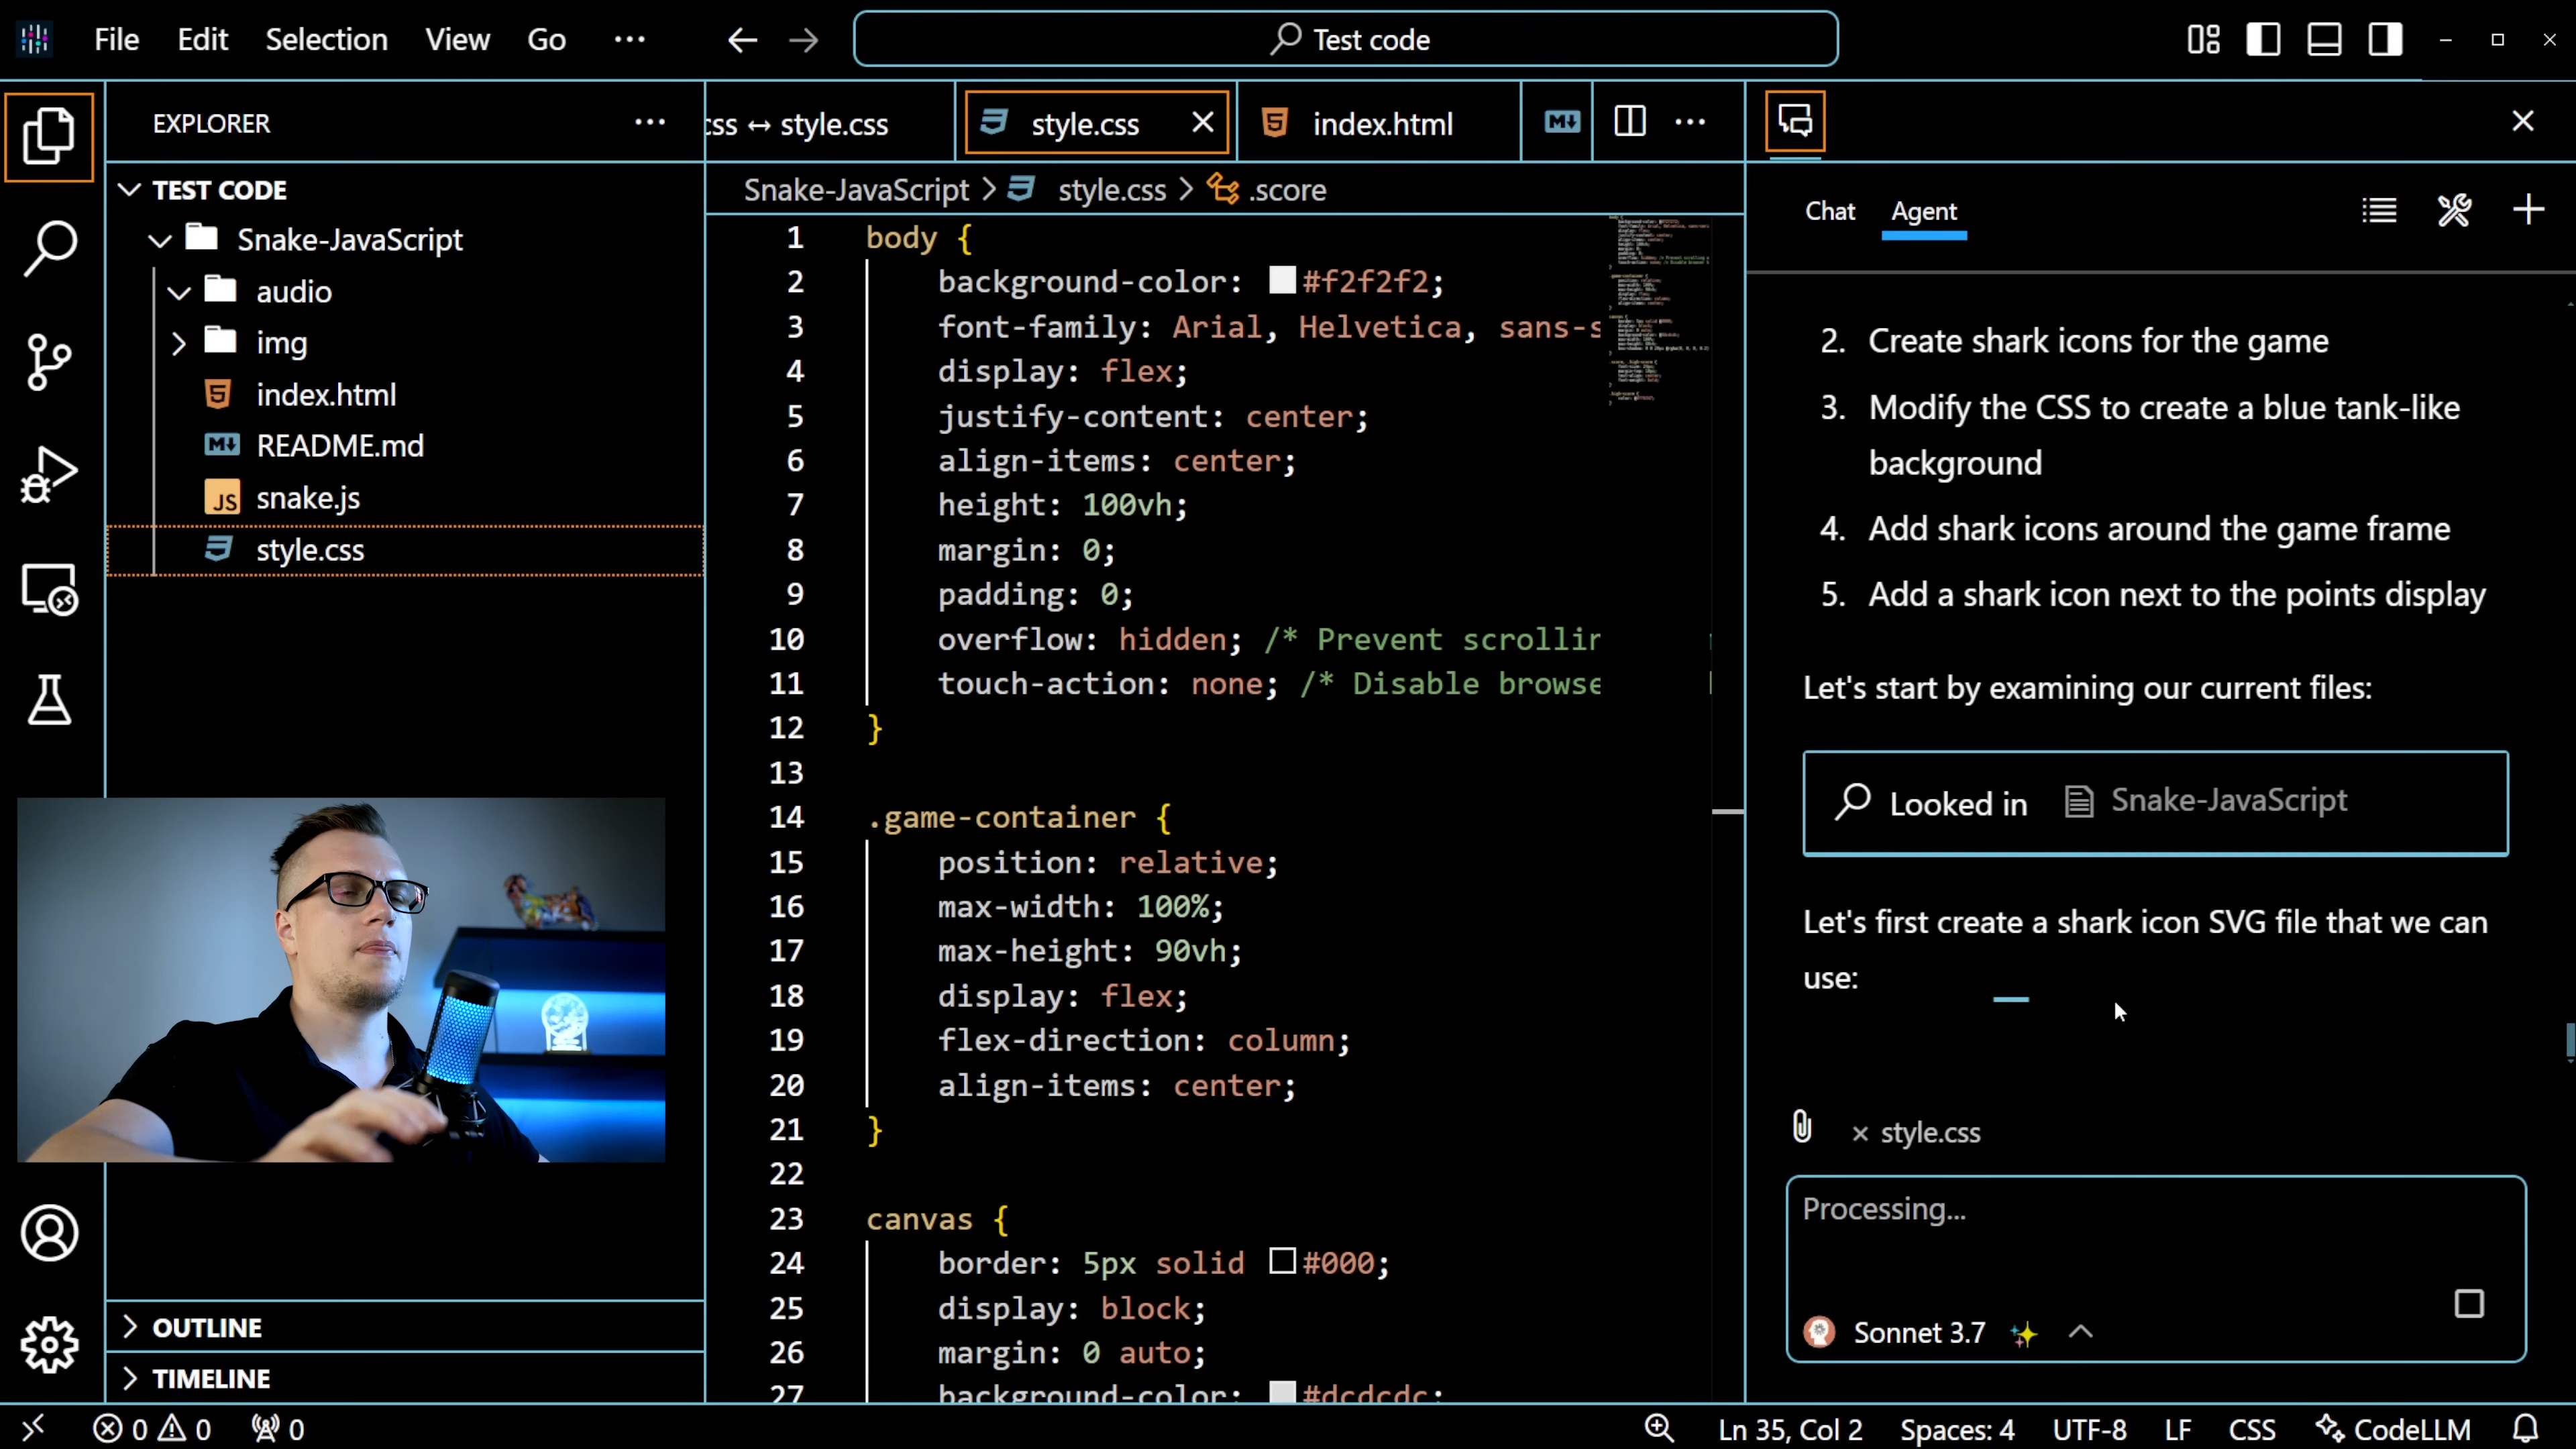 File Edit Selection View Go ...
Test code
EXPLORER
TEST CODE
Snake-JavaScript
audio
img
index.html
README.md
snake.js
style.css
OUTLINE
TIMELINE
css ↔ style.css
style.css
index.html
Snake-JavaScript > style.css > .score
1 body {
2 background-color: #f2f2f2;
3 font-family: Arial, Helvetica, sans-s
4 display: flex;
5 justify-content: center;
6 align-items: center;
7 height: 100vh;
8 margin: 0;
9 padding: 0;
10 overflow: hidden; /* Prevent scrollin
11 touch-action: none; /* Disable browse
12 }
13
14 .game-container {
15 position: relative;
16 max-width: 100%;
17 max-height: 90vh;
18 display: flex;
19 flex-direction: column;
20 align-items: center;
21 }
22
23 canvas {
24 border: 5px solid #000;
25 display: block;
26 margin: 0 auto;
27 background-color: #dcdcdc;
Chat Agent
2. Create shark icons for the game
3. Modify the CSS to create a blue tank-like
background
4. Add shark icons around the game frame
5. Add a shark icon next to the points display
Let's start by examining our current files:
Looked in Snake-JavaScript
Let's first create a shark icon SVG file that we can
use:
× style.css
Processing...
Sonnet 3.7
0 0 0
Ln 35, Col 2 Spaces: 4 UTF-8 LF CSS CodeLLM